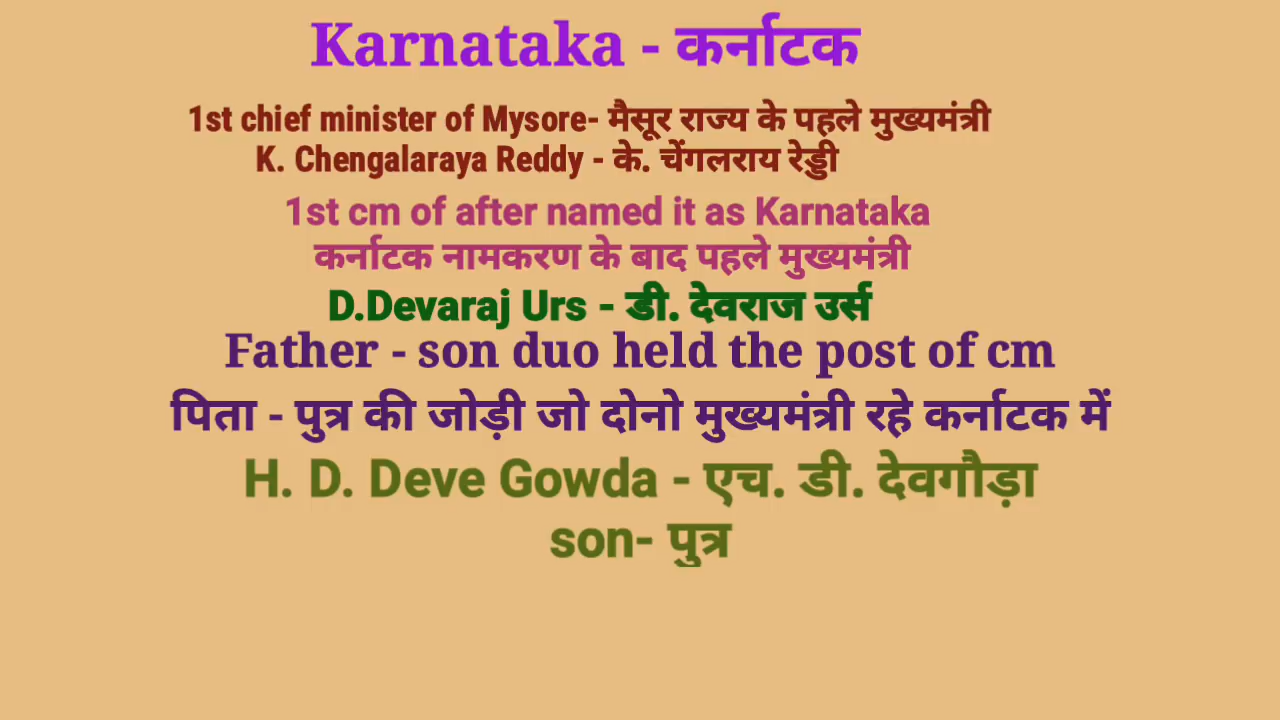 Karnataka - कर्नाटक
1st chief minister of Mysore- मैसूर राज्य के पहले मुख्यमंत्री
K. Chengalaraya Reddy - के. चेंगलराय रेड्डी
1st cm of after named it as Karnataka
कर्नाटक नामकरण के बाद पहले मुख्यमंत्री
D.Devaraj Urs - डी. देवराज उर्स
Father - son duo held the post of cm
पिता - पुत्र की जोड़ी जो दोनो मुख्यमंत्री रहे कर्नाटक में
H. D. Deve Gowda - एच. डी. देवगौड़ा
son- पुत्र